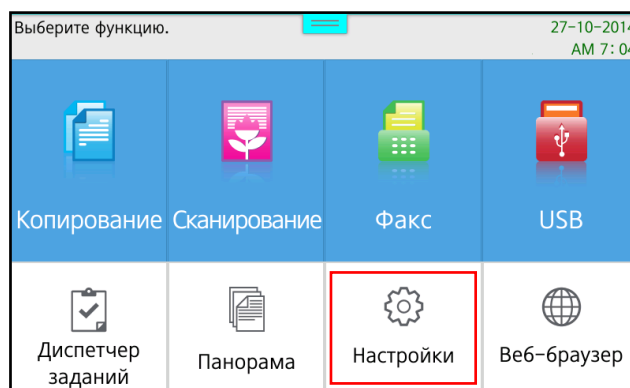 Выберите функцию.
27-10-2014
AM 7:04
Копирование
Сканирование
Факс
USB
Диспетчер
заданий
Панорама
Настройки
Веб-браузер